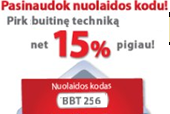 Pasinaudok nuolaidos kodu!
Pirk buitinę techniką
net 15% pigiau!
Nuolaidos kodas
BBT 256